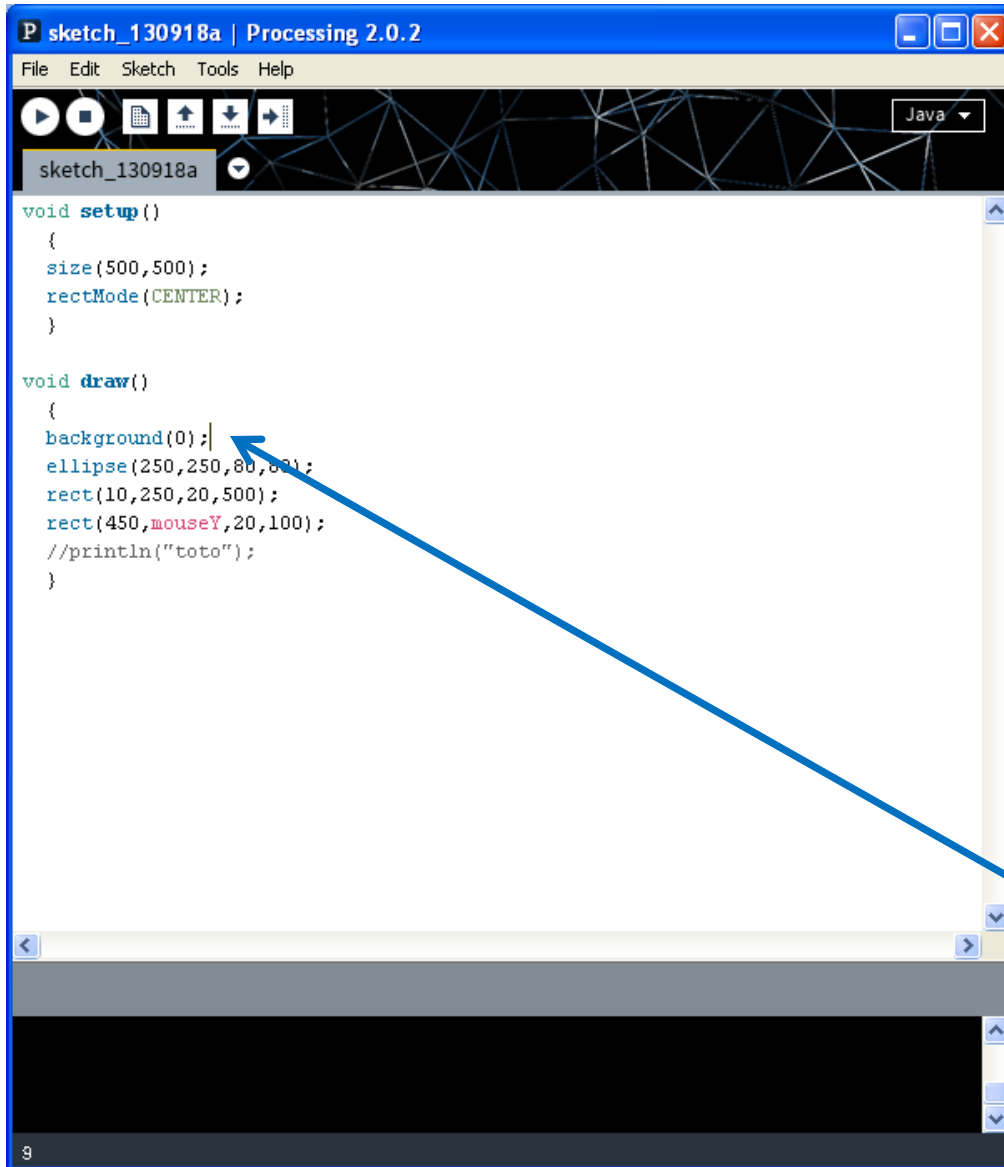 P sketch_130918a | Processing 2.0.2
File Edit Sketch Tools Help
Java
sketch_130918a
void setup()
{
size(500,500);
rectMode(CENTER);
}
void draw()
{
background(0);
ellipse(250,250,80,80);
rect(10,250,20,500);
rect(450,mouseY,20,100);
//println("toto");
}
9